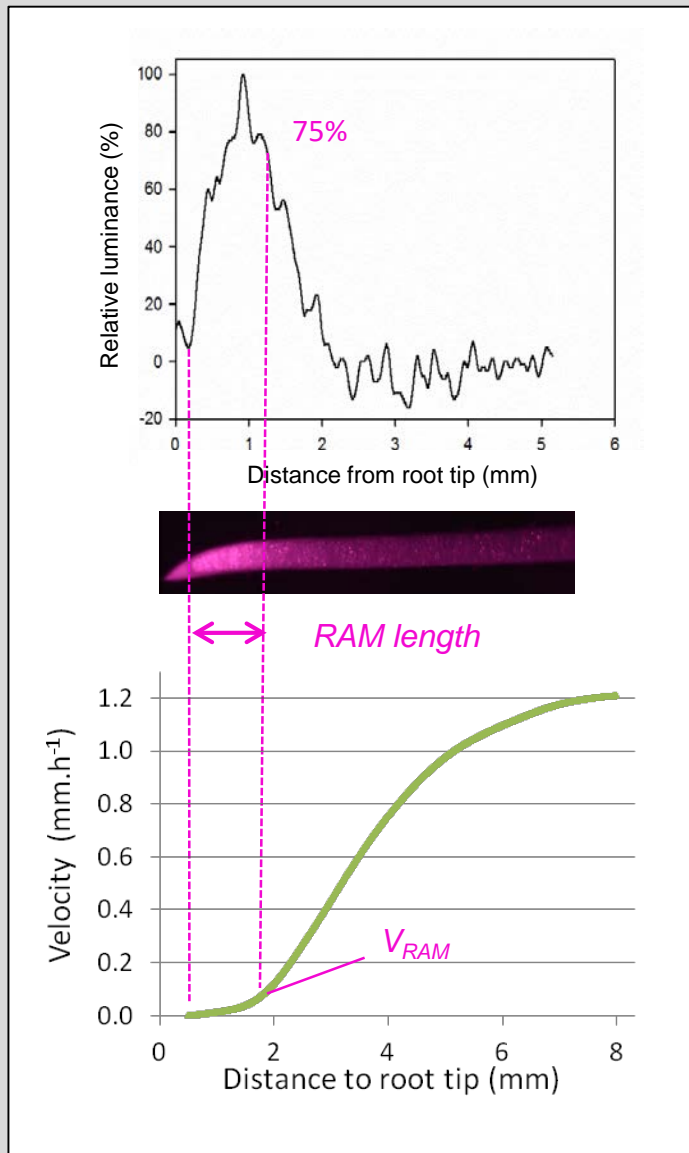 100
80
60
40
20
0
-20
Relative luminance (%)
75%
0 1 2 3 4 5 6
Distance from root tip (mm)
RAM length
1.2
1.0
0.8
0.6
0.4
0.2
0.0
Velocity (mm.h⁻¹)
V_RAM
0 2 4 6 8
Distance to root tip (mm)